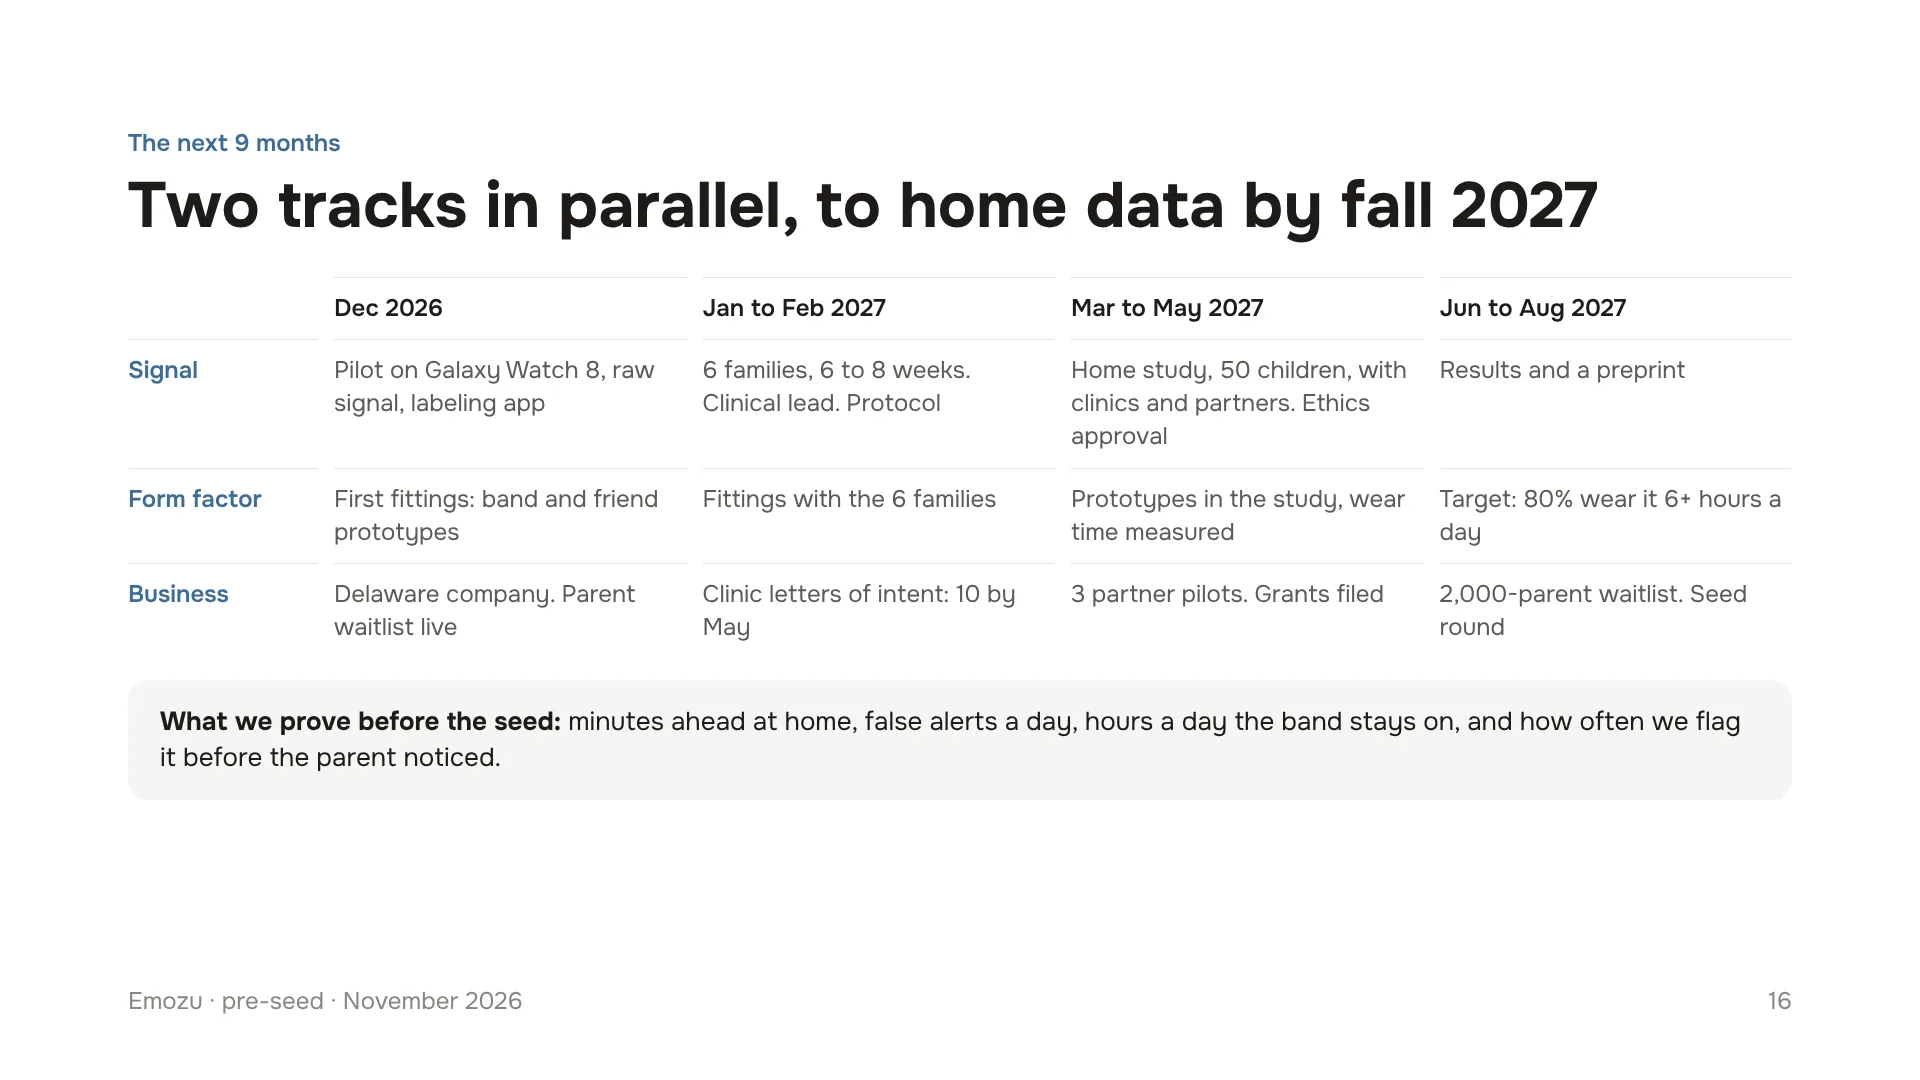 The next 9 months
Two tracks in parallel, to home data by fall 2027
Dec 2026
Jan to Feb 2027
Mar to May 2027
Jun to Aug 2027
Signal
Pilot on Galaxy Watch 8, raw
signal, labeling app
6 families, 6 to 8 weeks.
Clinical lead. Protocol
Home study, 50 children, with
clinics and partners. Ethics
approval
Results and a preprint
Form factor
First fittings: band and friend
prototypes
Fittings with the 6 families
Prototypes in the study, wear
time measured
Target: 80% wear it 6+ hours a
day
Business
Delaware company. Parent
waitlist live
Clinic letters of intent: 10 by
May
3 partner pilots. Grants filed
2,000-parent waitlist. Seed
round
What we prove before the seed: minutes ahead at home, false alerts a day, hours a day the band stays on, and how often we flag
it before the parent noticed.
Emozu · pre-seed · November 2026
16